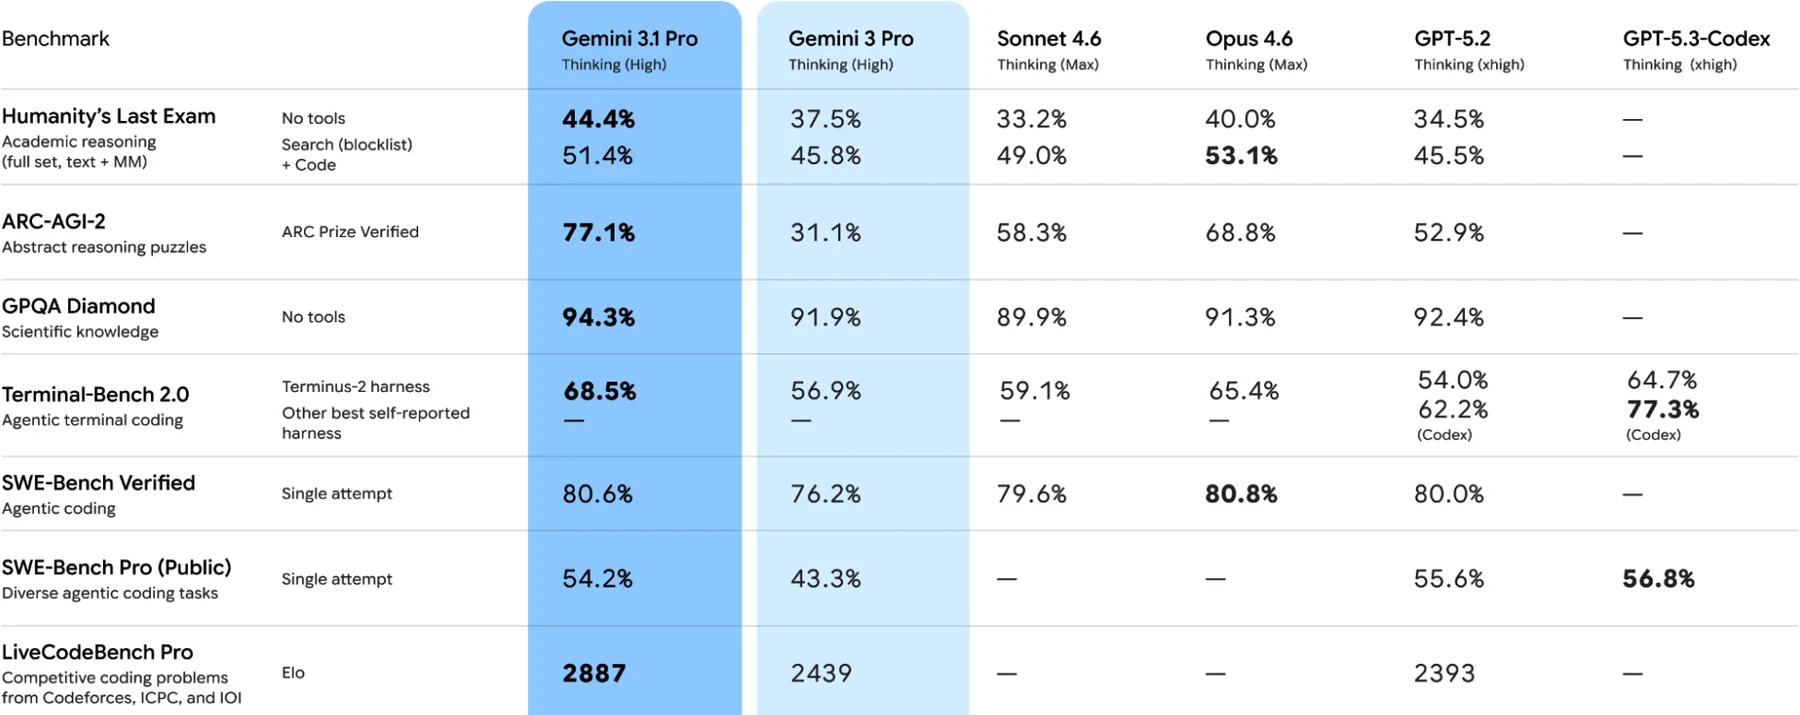 Benchmark Gemini 3.1 Pro Gemini 3 Pro Sonnet 4.6 Opus 4.6 GPT-5.2 GPT-5.3-Codex
Thinking (High) Thinking (High) Thinking (Max) Thinking (Max) Thinking (xhigh) Thinking (xhigh)
Humanity's Last Exam No tools 44.4% 37.5% 33.2% 40.0% 34.5% —
Academic reasoning
(full set, text + MM)
Search (blocklist)
+ Code
51.4% 45.8% 49.0% 53.1% 45.5% —
ARC-AGI-2
Abstract reasoning puzzles
ARC Prize Verified 77.1% 31.1% 58.3% 68.8% 52.9% —
GPQA Diamond
Scientific knowledge
No tools 94.3% 91.9% 89.9% 91.3% 92.4% —
Terminal-Bench 2.0
Agentic terminal coding
Terminus-2 harness 68.5% 56.9% 59.1% 65.4% 54.0% 64.7%
Other best self-reported
harness
— — — — 62.2% 77.3%
(Codex) (Codex)
SWE-Bench Verified
Agentic coding
Single attempt 80.6% 76.2% 79.6% 80.8% 80.0% —
SWE-Bench Pro (Public)
Diverse agentic coding tasks
Single attempt 54.2% 43.3% — — 55.6% 56.8%
LiveCodeBench Pro
Competitive coding problems
from Codeforces, ICPC, and IOI
Elo 2887 2439 — — 2393 —